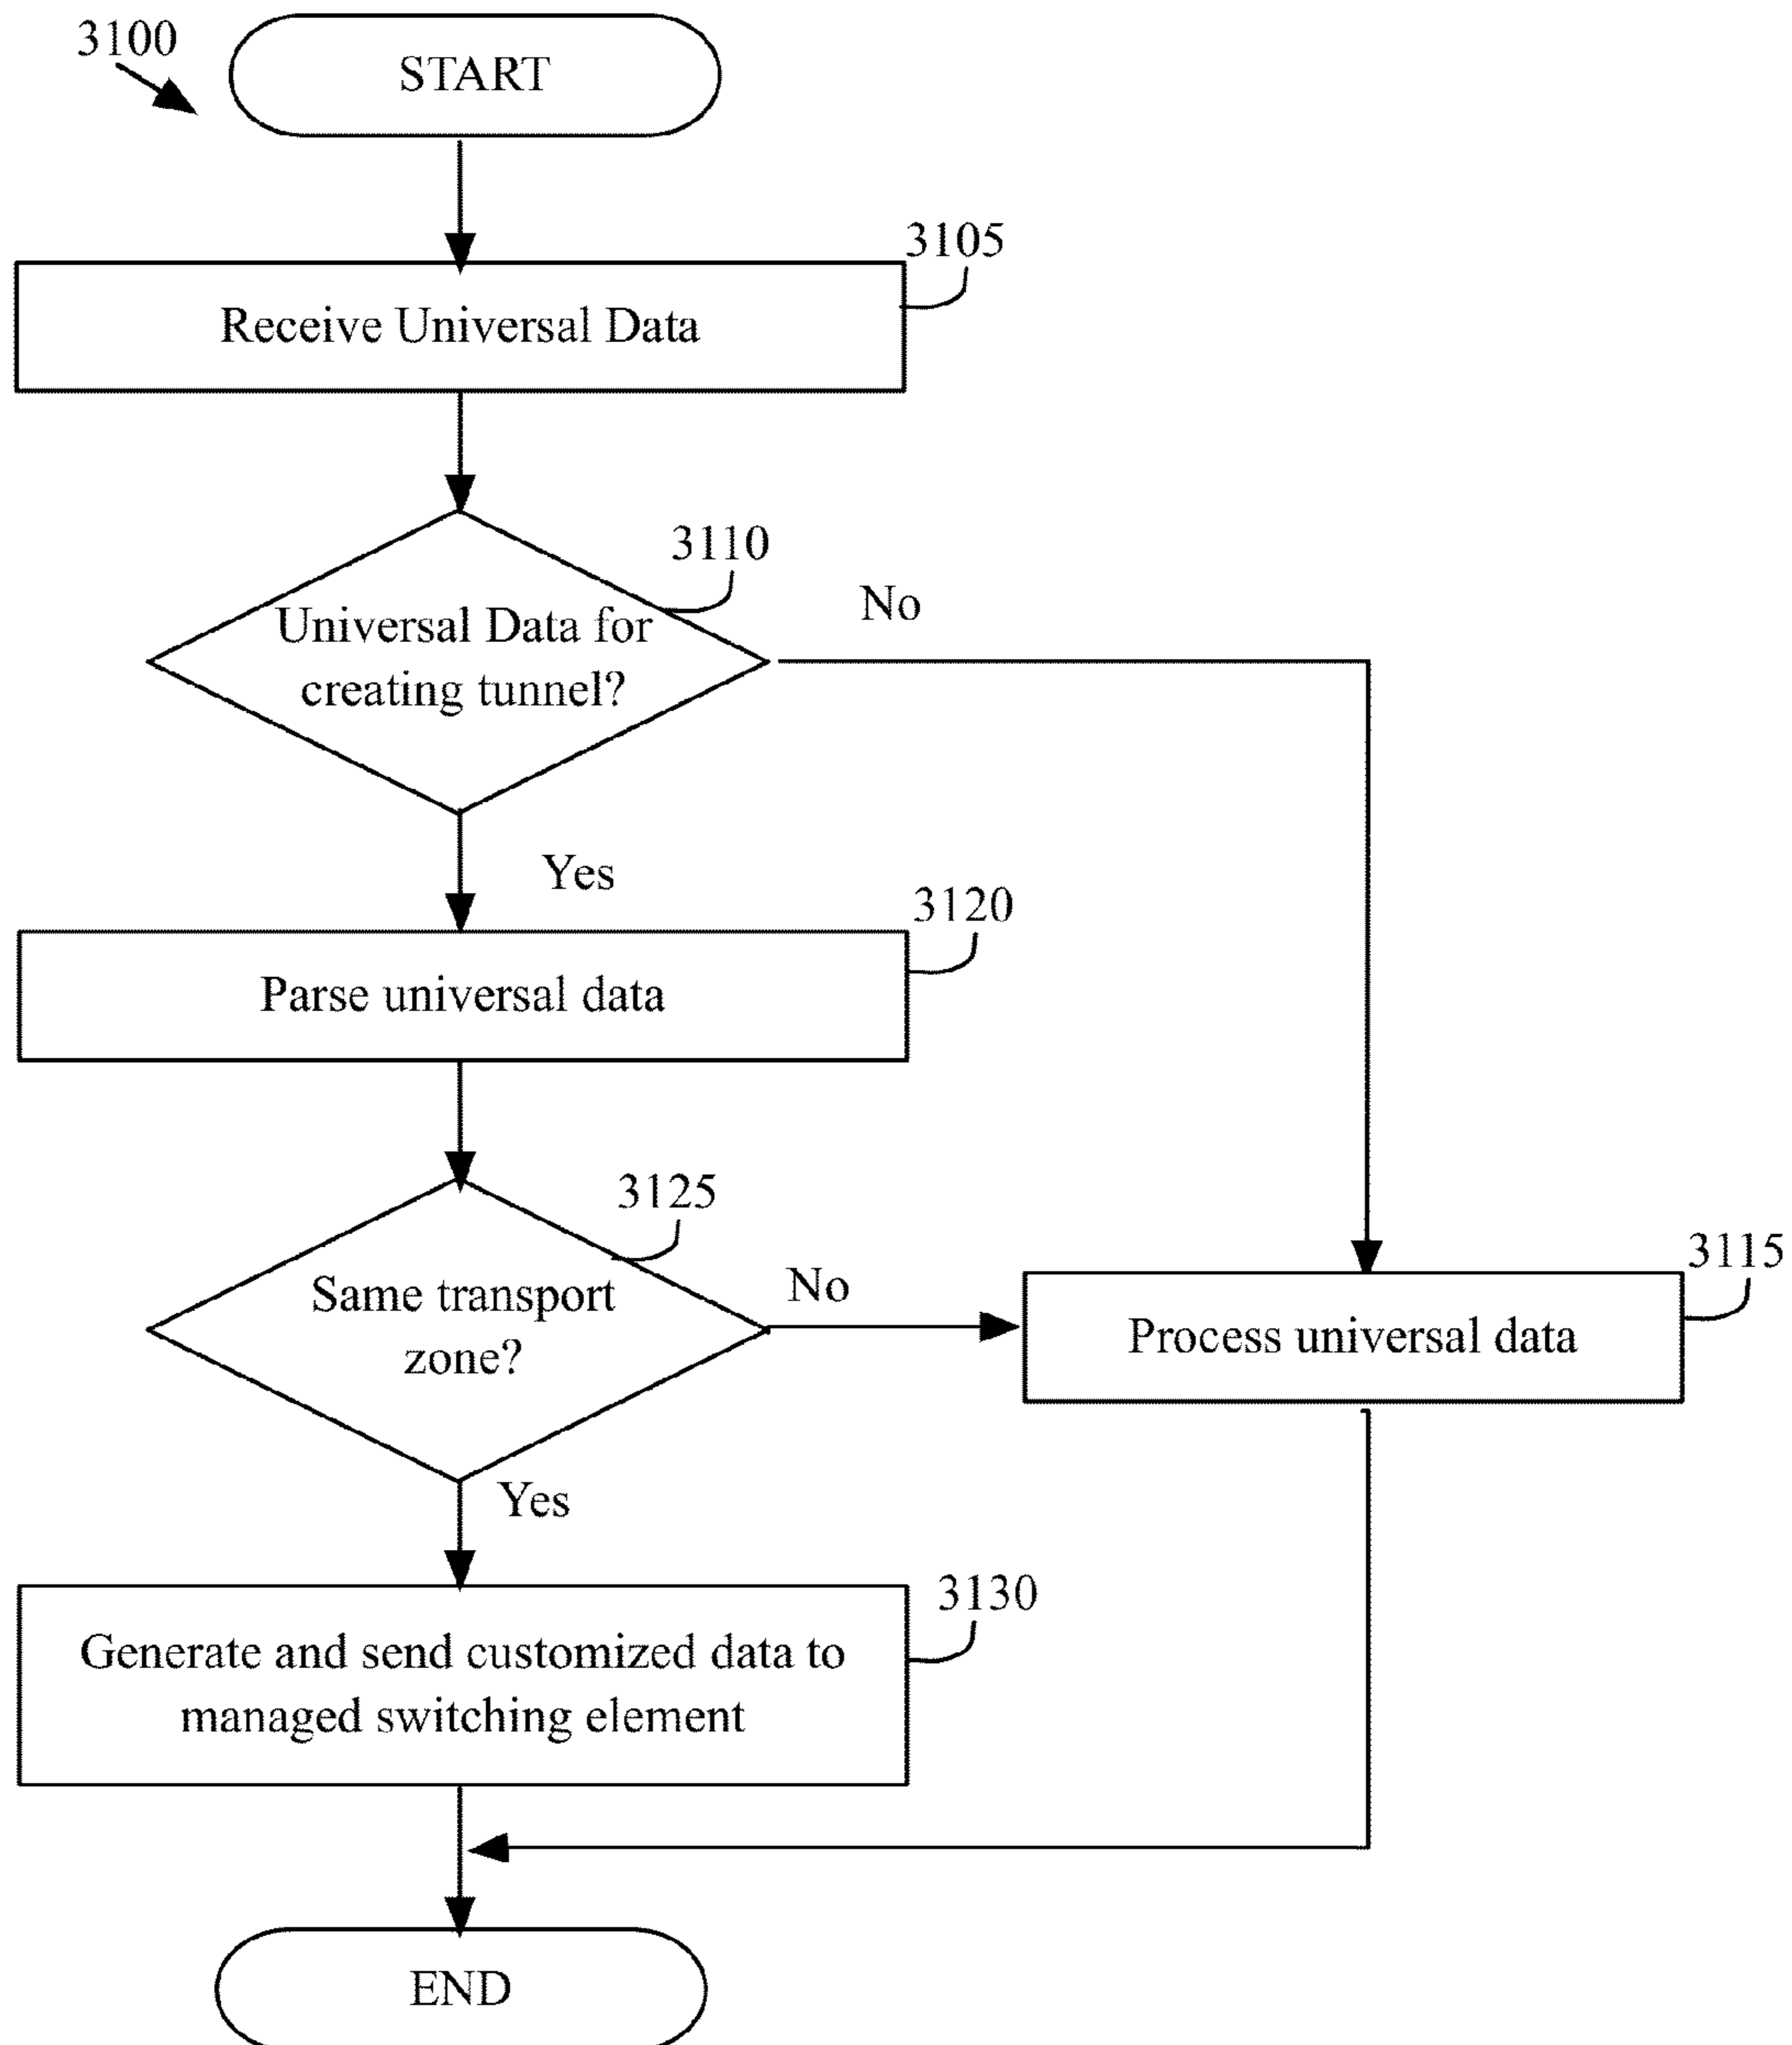 3100
START
3105
Receive Universal Data
3110
Universal Data for
creating tunnel?
No
Yes
3120
Parse universal data
3125
Same transport
zone?
No
3115
Process universal data
Yes
3130
Generate and send customized data to
managed switching element
END